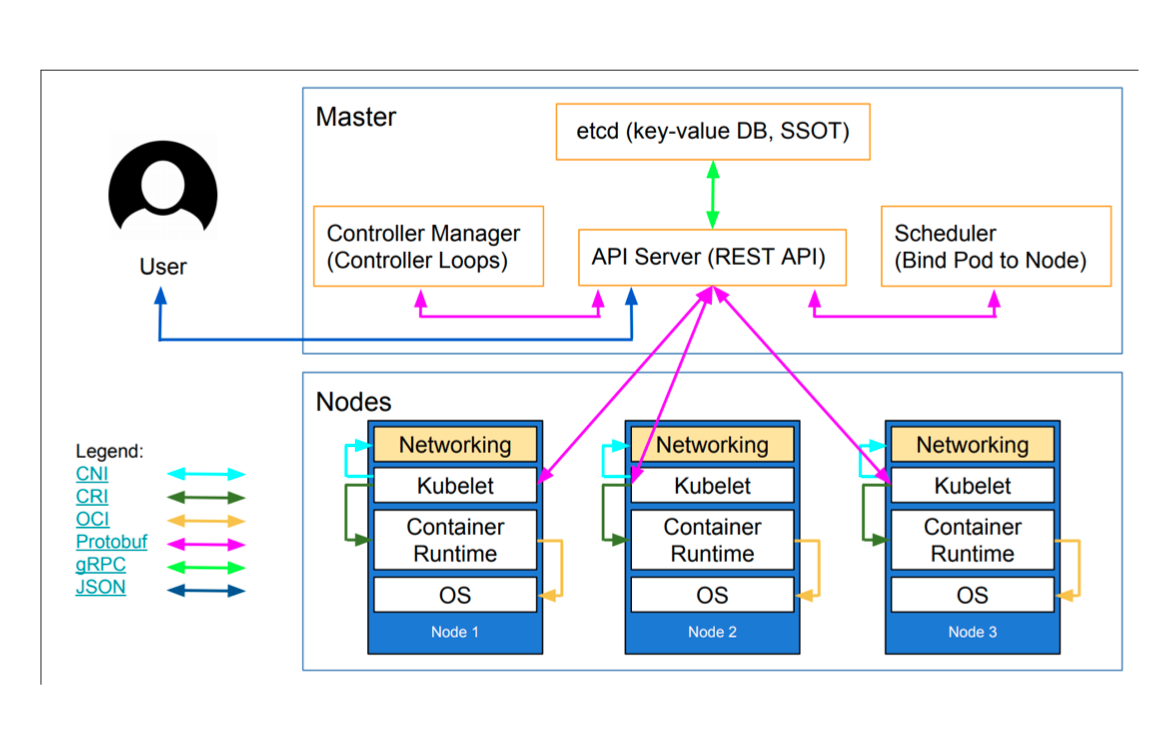 Master
etcd (key-value DB, SSOT)
Controller Manager
(Controller Loops)
API Server (REST API)
Scheduler
(Bind Pod to Node)
User
Nodes
Legend:
CNI
CRI
OCI
Protobuf
gRPC
JSON
Networking
Kubelet
Container
Runtime
OS
Node 1
Networking
Kubelet
Container
Runtime
OS
Node 2
Networking
Kubelet
Container
Runtime
OS
Node 3